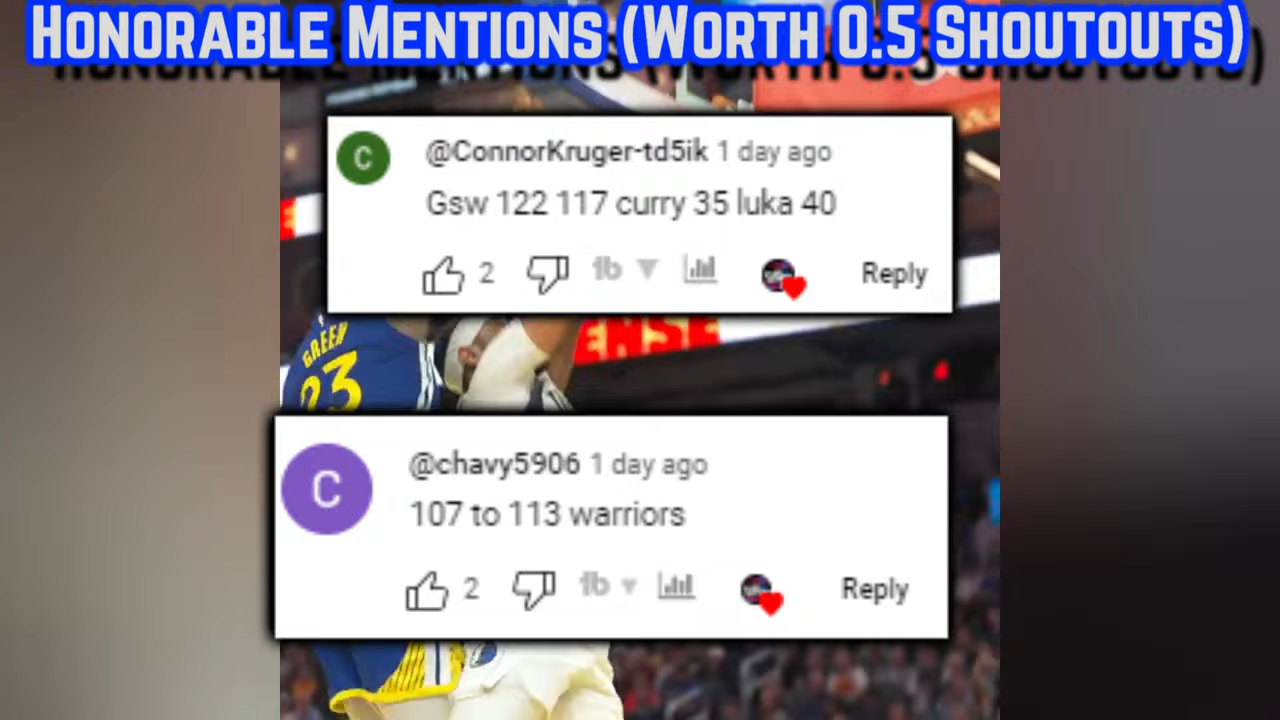 HONORABLE MENTIONS (WORTH 0.5 SHOUTOUTS)
C
@ConnorKruger-td5ik 1 day ago
Gsw 122 117 curry 35 luka 40
2
Reply
ENSE
GREEN
23
C
@chavy5906 1 day ago
107 to 113 warriors
2
Reply